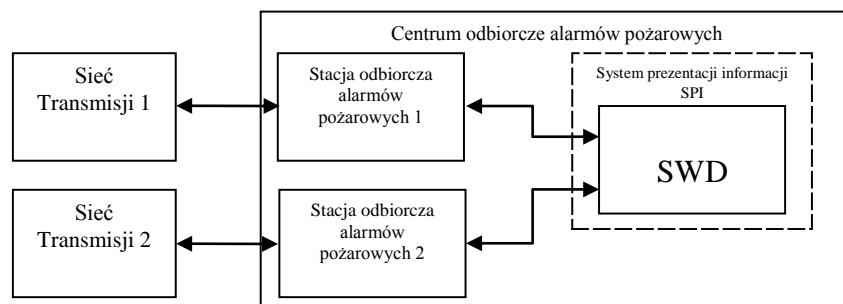 Centrum odbiorcze alarmów pożarowych
Sieć
Transmisji 1
Stacja odbiorcza
alarmów
pożarowych 1
System prezentacji informacji
SPI
SWD
Sieć
Transmisji 2
Stacja odbiorcza
alarmów
pożarowych 2